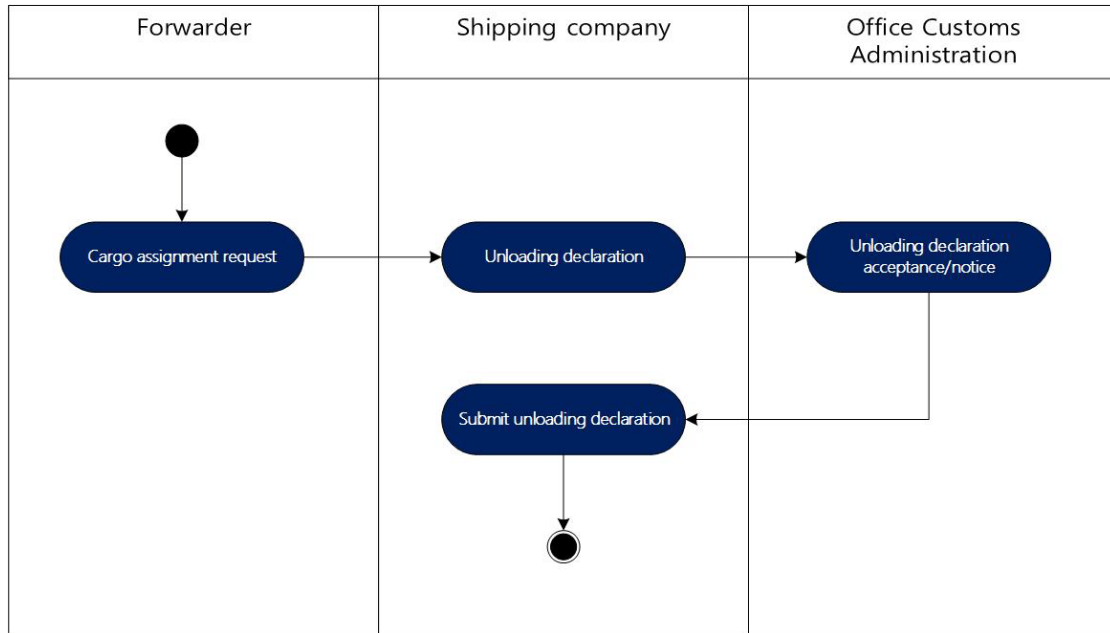 Forwarder
Shipping company
Office Customs
Administration
Cargo assignment request
Unloading declaration
Unloading declaration
acceptance/notice
Submit unloading declaration